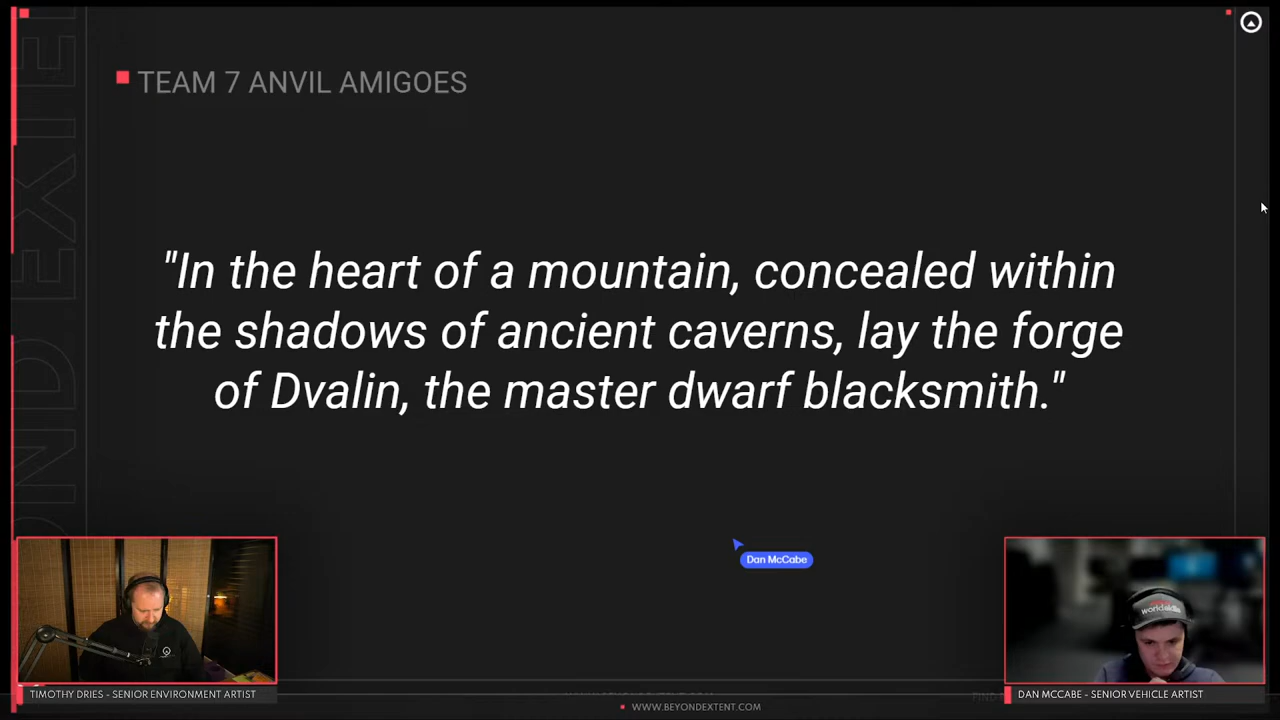 TEAM 7 ANVIL AMIGOES
"In the heart of a mountain, concealed within
the shadows of ancient caverns, lay the forge
of Dvalin, the master dwarf blacksmith."
Dan McCabe
worldskills
TIMOTHY DRIES - SENIOR ENVIRONMENT ARTIST
DAN MCCABE - SENIOR VEHICLE ARTIST
WWW.BEYONDEXTENT.COM